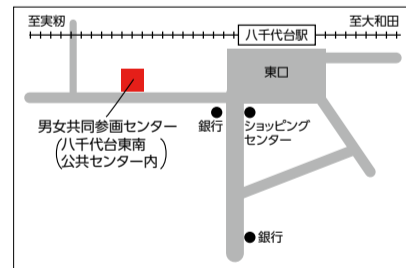 至実籾
至大和田
八千代台駅
東口
男女共同参画センター
(八千代台東南
公共センター内)
銀行
ショッピング
センター
銀行